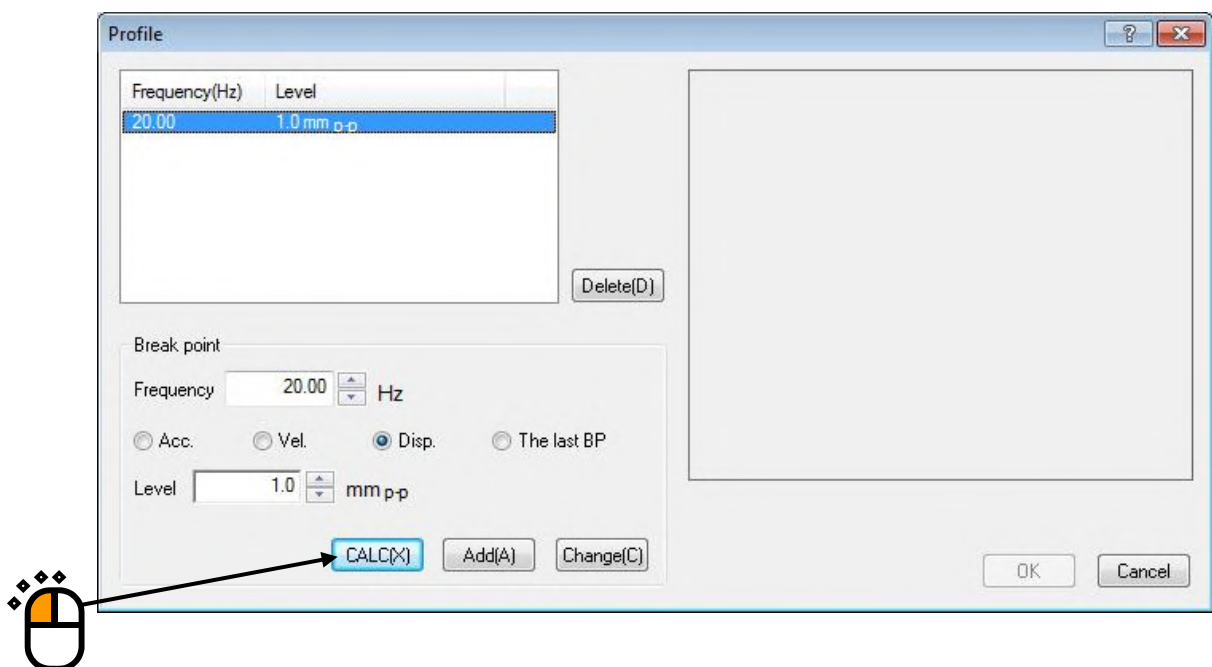 Profile
Frequency(Hz) Level
20.00 1.0 mm p-p
Delete(D)
Break point
Frequency 20.00 Hz
Acc. Vel. Disp. The last BP
Level 1.0 mm p-p
CALC(X) Add(A) Change(C)
OK Cancel